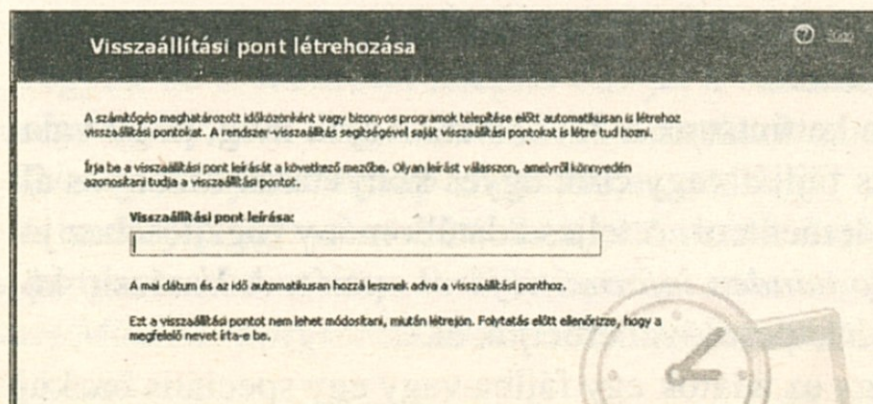 Visszaállítási pont létrehozása
Súgó
A számítógép meghatározott időközönként vagy bizonyos programok telepítése előtt automatikusan is létrehoz
visszaállítási pontokat. A rendszer-visszaállítás segítségével saját visszaállítási pontokat is létre tud hozni.
Írja be a visszaállítási pont leírását a következő mezőbe. Olyan leírást válasszon, amelyről könnyedén
azonosítani tudja a visszaállítási pontot.
Visszaállítási pont leírása:
A mai dátum és az idő automatikusan hozzá lesznek adva a visszaállítási ponthoz.
Ezt a visszaállítási pontot nem lehet módosítani, miután létrejön. Folytatás előtt ellenőrizze, hogy a
megfelelő nevet írta-e be.